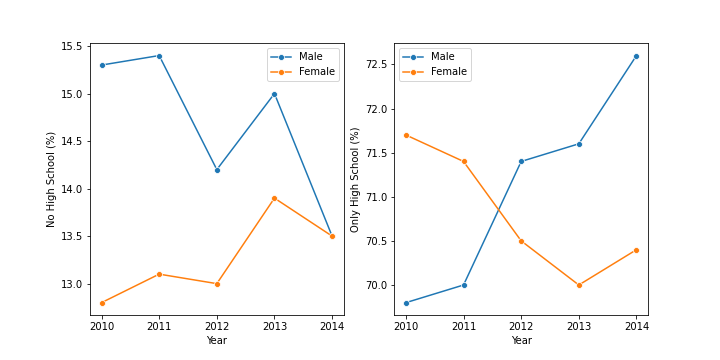 15.5
15.0
14.5
14.0
13.5
13.0
No High School (%)
Male
Female
2010 2011 2012 2013 2014
Year
72.5
72.0
71.5
71.0
70.5
70.0
Only High School (%)
Male
Female
2010 2011 2012 2013 2014
Year